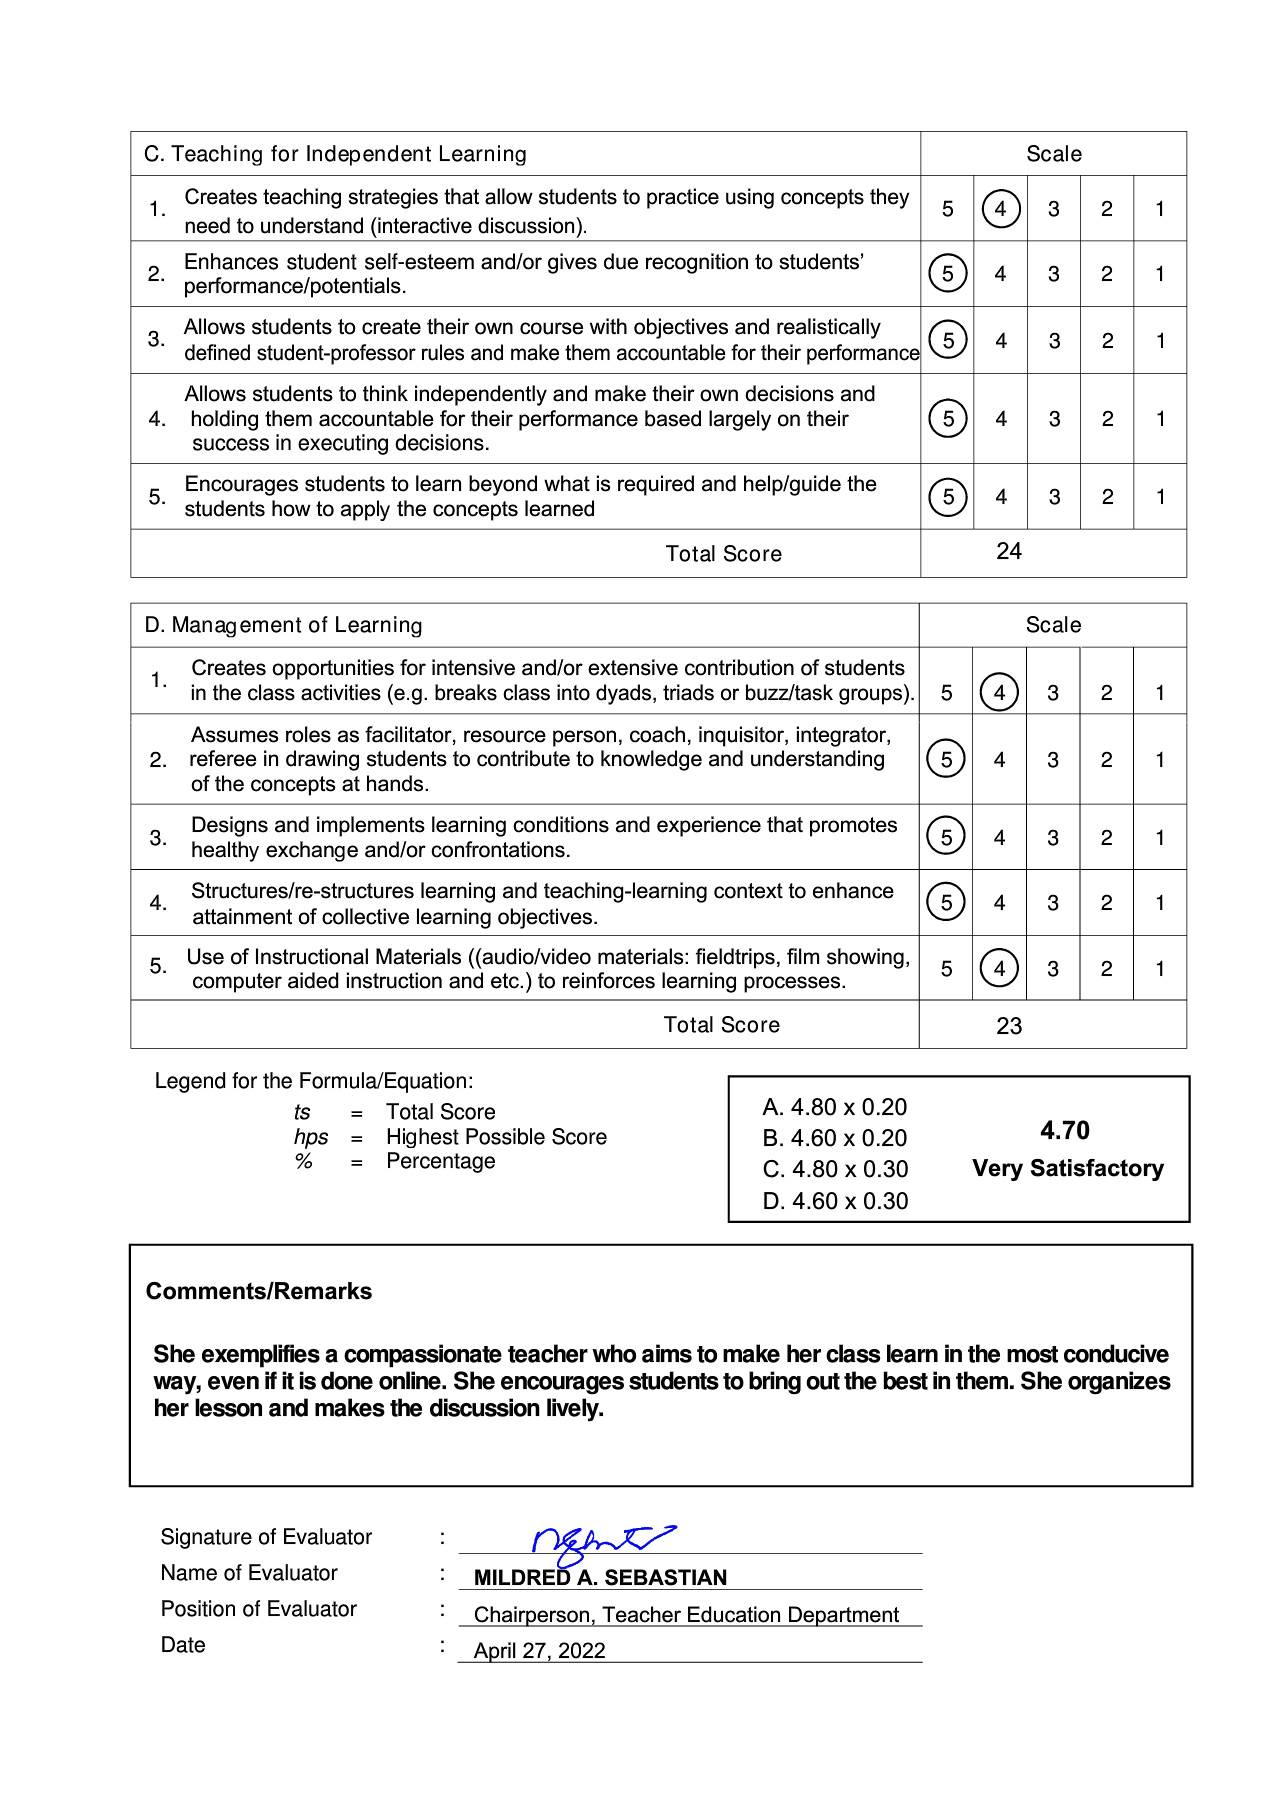 C. Teaching for Independent Learning Scale
1. Creates teaching strategies that allow students to practice using concepts they
need to understand (interactive discussion). 5 4 3 2 1
2. Enhances student self-esteem and/or gives due recognition to students’
performance/potentials. 5 4 3 2 1
3. Allows students to create their own course with objectives and realistically
defined student-professor rules and make them accountable for their performance 5 4 3 2 1
Allows students to think independently and make their own decisions and
4. holding them accountable for their performance based largely on their 5 4 3 2 1
success in executing decisions.
5. Encourages students to learn beyond what is required and help/guide the
students how to apply the concepts learned 5 4 3 2 1
Total Score 24
D. Management of Learning Scale
1. Creates opportunities for intensive and/or extensive contribution of students
in the class activities (e.g. breaks class into dyads, triads or buzz/task groups). 5 4 3 2 1
Assumes roles as facilitator, resource person, coach, inquisitor, integrator,
2. referee in drawing students to contribute to knowledge and understanding 5 4 3 2 1
of the concepts at hands.
3. Designs and implements learning conditions and experience that promotes
healthy exchange and/or confrontations. 5 4 3 2 1
4. Structures/re-structures learning and teaching-learning context to enhance
attainment of collective learning objectives. 5 4 3 2 1
5. Use of Instructional Materials ((audio/video materials: fieldtrips, film showing,
computer aided instruction and etc.) to reinforces learning processes. 5 4 3 2 1
Total Score 23
Legend for the Formula/Equation:
ts = Total Score
hps = Highest Possible Score
% = Percentage
A. 4.80 x 0.20
B. 4.60 x 0.20
C. 4.80 x 0.30
D. 4.60 x 0.30
4.70
Very Satisfactory
Comments/Remarks
She exemplifies a compassionate teacher who aims to make her class learn in the most conducive
way, even if it is done online. She encourages students to bring out the best in them. She organizes
her lesson and makes the discussion lively.
Signature of Evaluator :
Name of Evaluator : MILDRED A. SEBASTIAN
Position of Evaluator : Chairperson, Teacher Education Department
Date : April 27, 2022